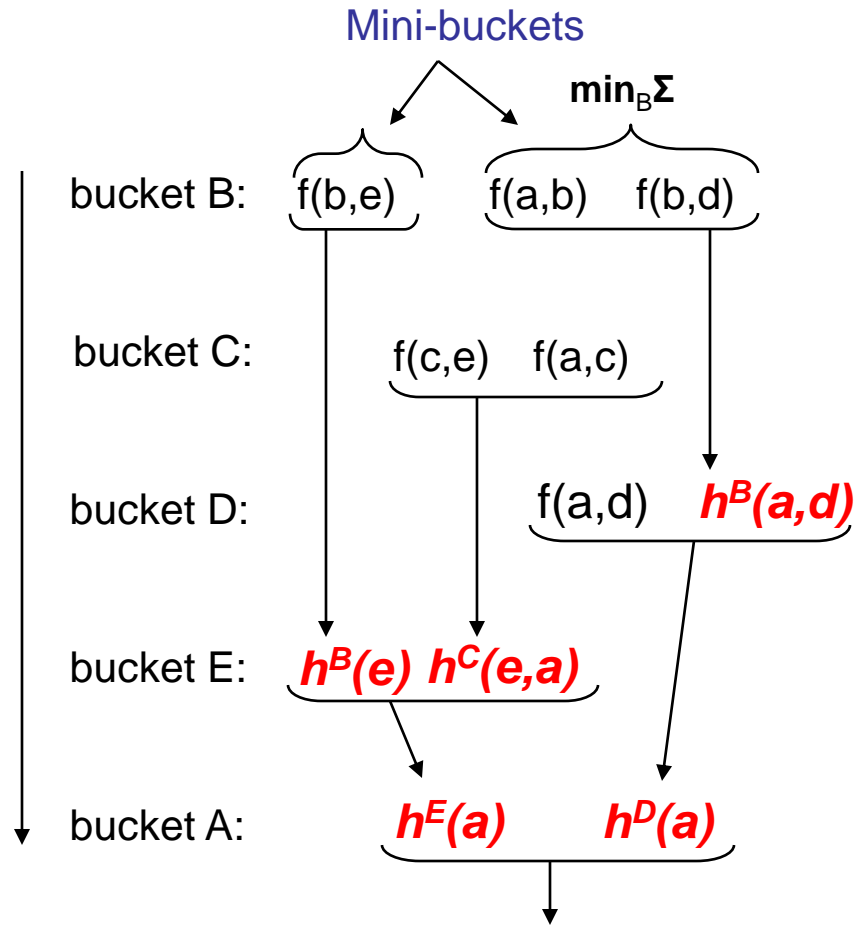 Mini-buckets
min_BΣ
bucket B: f(b,e) f(a,b) f(b,d)
bucket C: f(c,e) f(a,c)
bucket D: f(a,d) h^B(a,d)
bucket E: h^B(e) h^C(e,a)
bucket A: h^E(a) h^D(a)